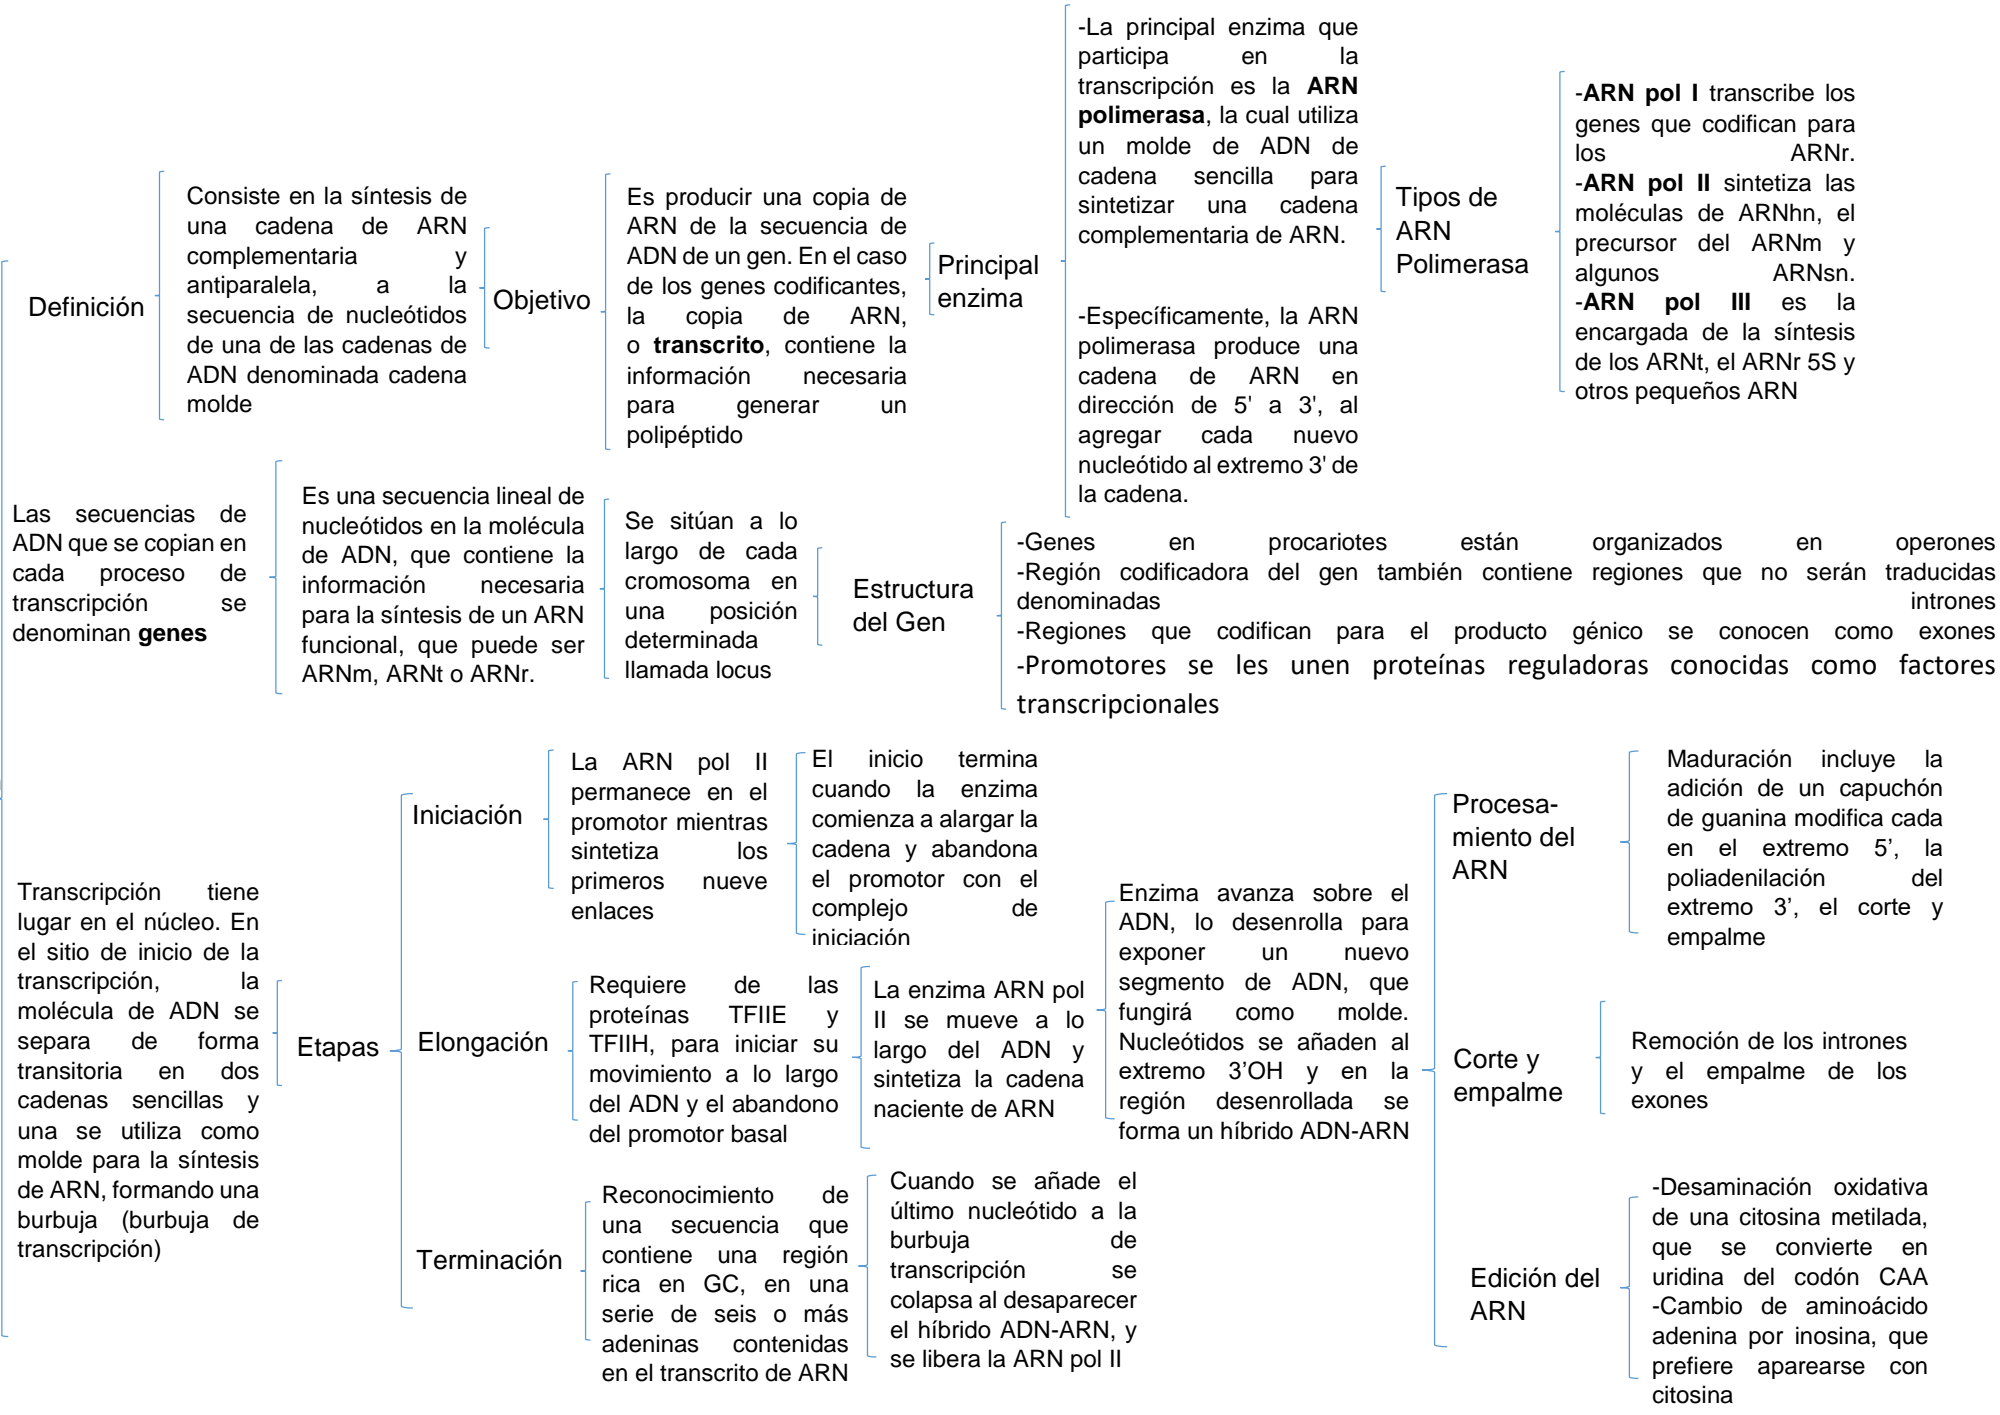 Definición
Consiste en la síntesis de
una cadena de ARN
complementaria y
antiparalela, a la
secuencia de nucleótidos
de una de las cadenas de
ADN denominada cadena
molde
Objetivo
Es producir una copia de
ARN de la secuencia de
ADN de un gen. En el caso
de los genes codificantes,
la copia de ARN,
o transcrito, contiene la
información necesaria
para generar un
polipéptido
Principal
enzima
-La principal enzima que
participa en la
transcripción es la ARN
polimerasa, la cual utiliza
un molde de ADN de
cadena sencilla para
sintetizar una cadena
complementaria de ARN.
-Específicamente, la ARN
polimerasa produce una
cadena de ARN en
dirección de 5' a 3', al
agregar cada nuevo
nucleótido al extremo 3' de
la cadena.
Tipos de
ARN
Polimerasa
-ARN pol I transcribe los
genes que codifican para
los ARNr.
-ARN pol II sintetiza las
moléculas de ARNhn, el
precursor del ARNm y
algunos ARNsn.
-ARN pol III es la
encargada de la síntesis
de los ARNt, el ARNr 5S y
otros pequeños ARN
Las secuencias de
ADN que se copian en
cada proceso de
transcripción se
denominan genes
Es una secuencia lineal de
nucleótidos en la molécula
de ADN, que contiene la
información necesaria
para la síntesis de un ARN
funcional, que puede ser
ARNm, ARNt o ARNr.
Se sitúan a lo
largo de cada
cromosoma en
una posición
determinada
llamada locus
Estructura
del Gen
-Genes en procariotes están organizados en operones
-Región codificadora del gen también contiene regiones que no serán traducidas
denominadas intrones
-Regiones que codifican para el producto génico se conocen como exones
-Promotores se les unen proteínas reguladoras conocidas como factores
transcripcionales
Transcripción tiene
lugar en el núcleo. En
el sitio de inicio de la
transcripción, la
molécula de ADN se
separa de forma
transitoria en dos
cadenas sencillas y
una se utiliza como
molde para la síntesis
de ARN, formando una
burbuja (burbuja de
transcripción)
Etapas
Iniciación
La ARN pol II
permanece en el
promotor mientras
sintetiza los
primeros nueve
enlaces
El inicio termina
cuando la enzima
comienza a alargar la
cadena y abandona
el promotor con el
complejo de
iniciación
Elongación
Requiere de las
proteínas TFIIE y
TFIIH, para iniciar su
movimiento a lo largo
del ADN y el abandono
del promotor basal
La enzima ARN pol
II se mueve a lo
largo del ADN y
sintetiza la cadena
naciente de ARN
Enzima avanza sobre el
ADN, lo desenrolla para
exponer un nuevo
segmento de ADN, que
fungirá como molde.
Nucleótidos se añaden al
extremo 3'OH y en la
región desenrollada se
forma un híbrido ADN-ARN
Terminación
Reconocimiento de
una secuencia que
contiene una región
rica en GC, en una
serie de seis o más
adeninas contenidas
en el transcrito de ARN
Cuando se añade el
último nucleótido a la
burbuja de
transcripción se
colapsa al desaparecer
el híbrido ADN-ARN, y
se libera la ARN pol II
Procesa-
miento del
ARN
Maduración incluye la
adición de un capuchón
de guanina modifica cada
en el extremo 5', la
poliadenilación del
extremo 3', el corte y
empalme
Corte y
empalme
Remoción de los intrones
y el empalme de los
exones
Edición del
ARN
-Desaminación oxidativa
de una citosina metilada,
que se convierte en
uridina del codón CAA
-Cambio de aminoácido
adenina por inosina, que
prefiere aparearse con
citosina